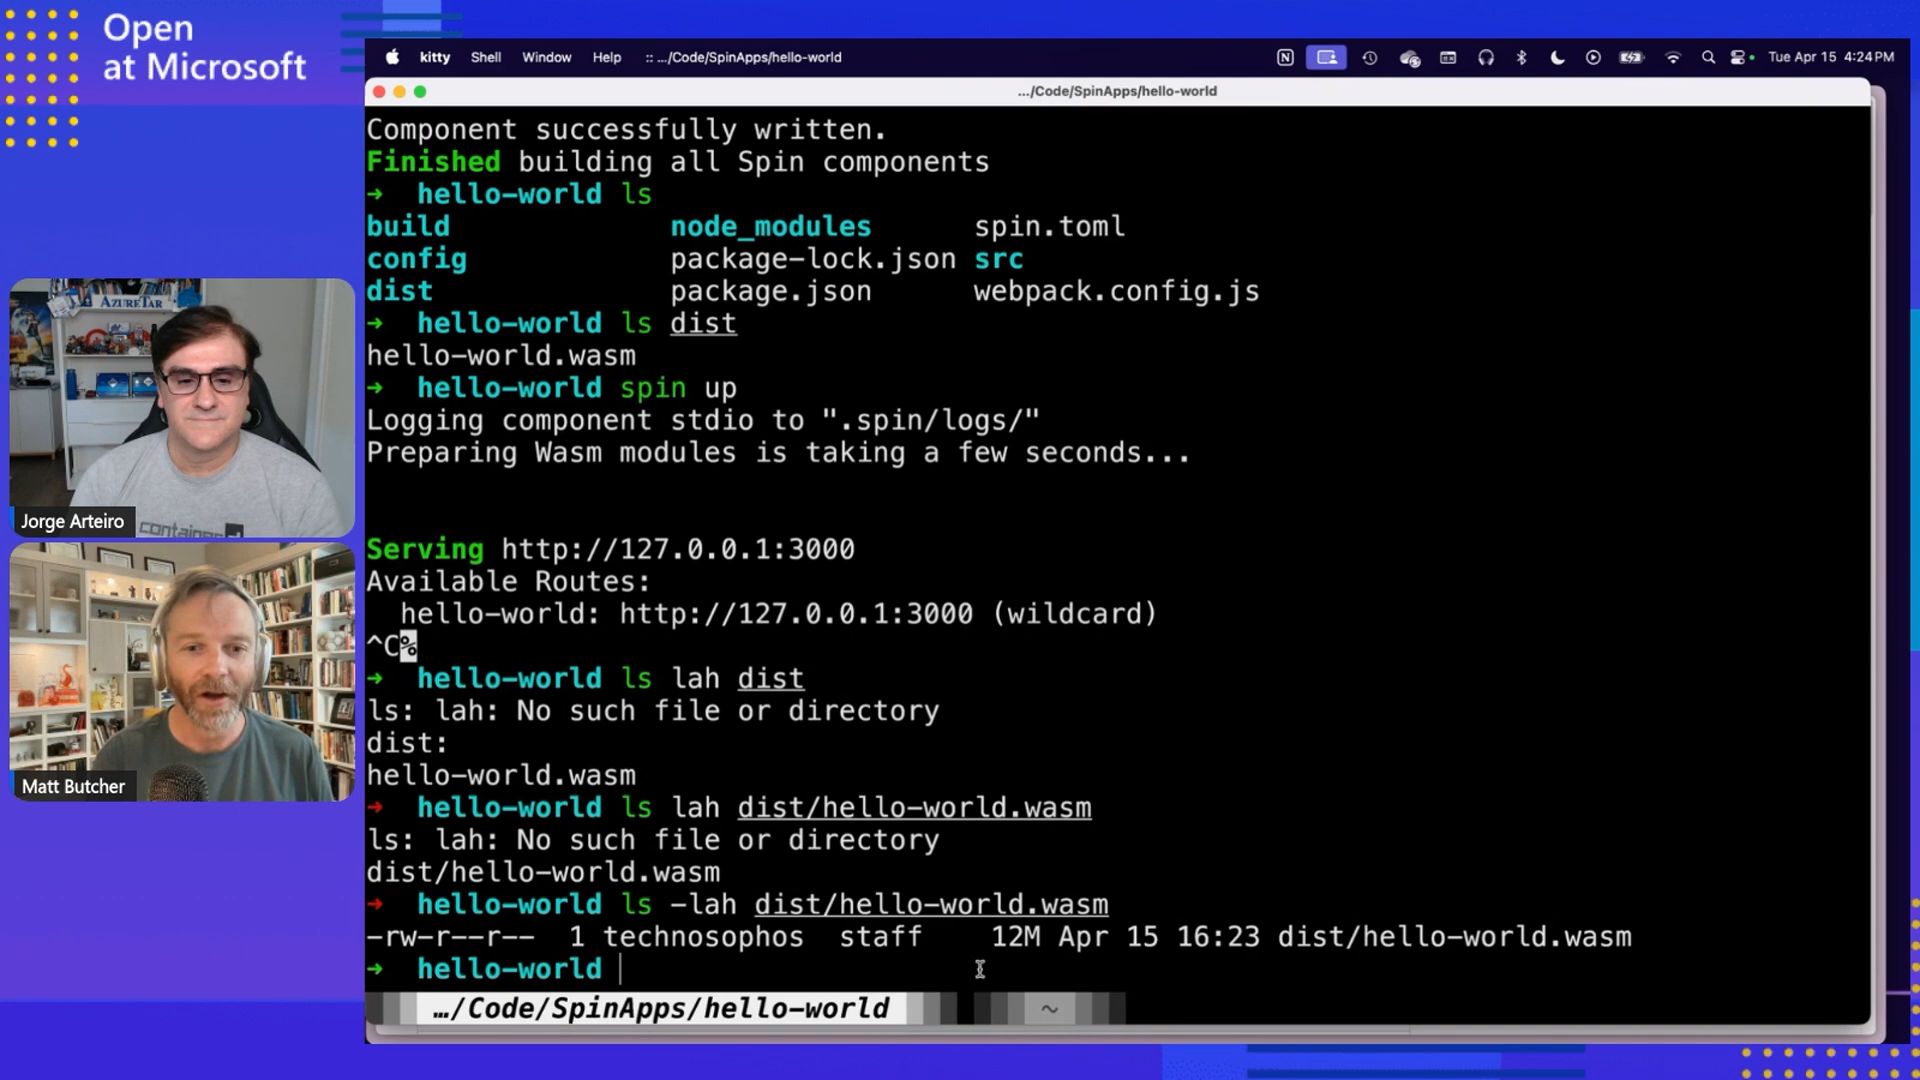 Open
at Microsoft
kitty Shell Window Help :: .../Code/SpinApps/hello-world
Tue Apr 15 4:24PM
.../Code/SpinApps/hello-world
Component successfully written.
Finished building all Spin components
➜ hello-world ls
build node_modules spin.toml
config package-lock.json src
dist package.json webpack.config.js
➜ hello-world ls dist
hello-world.wasm
➜ hello-world spin up
Logging component stdio to ".spin/logs/"
Preparing Wasm modules is taking a few seconds...
Serving http://127.0.0.1:3000
Available Routes:
hello-world: http://127.0.0.1:3000 (wildcard)
^C%
➜ hello-world ls lah dist
ls: lah: No such file or directory
dist:
hello-world.wasm
➜ hello-world ls lah dist/hello-world.wasm
ls: lah: No such file or directory
dist/hello-world.wasm
➜ hello-world ls -lah dist/hello-world.wasm
-rw-r--r-- 1 technosophos staff 12M Apr 15 16:23 dist/hello-world.wasm
➜ hello-world
…/Code/SpinApps/hello-world ~
AZURETAR
container
Jorge Arteiro
Matt Butcher